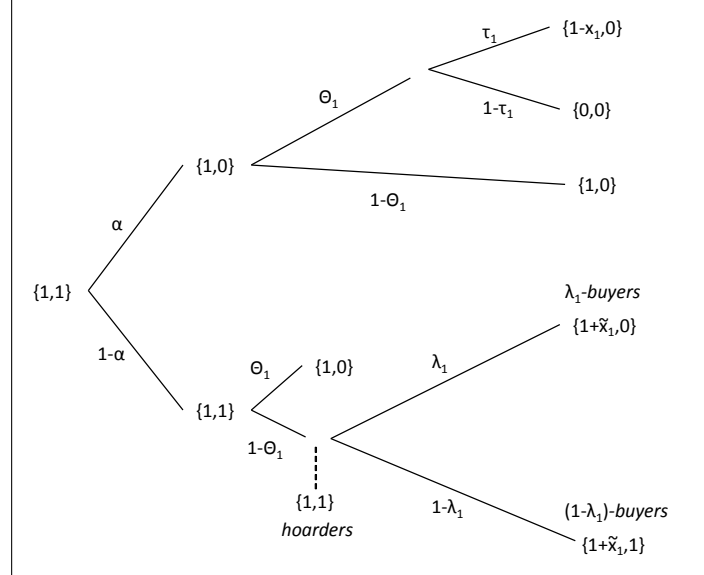 τ₁
{1-x₁,0}
Θ₁
1-τ₁
{0,0}
{1,0}
{1,0}
1-Θ₁
α
{1,1}
λ₁-buyers
{1+x̃₁,0}
1-α
Θ₁
{1,0}
λ₁
{1,1}
1-Θ₁
{1,1}
hoarders
1-λ₁
(1-λ₁)-buyers
{1+x̃₁,1}